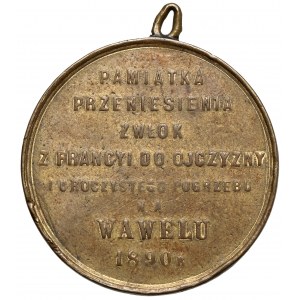 PAMIĄTKA
PRZENIESIENIA
ZWŁOK
Z FRANCYI DO OJCZYZNY
I UROCZYSTEGO POGRZEBU
NA
WAWELU
1890 R